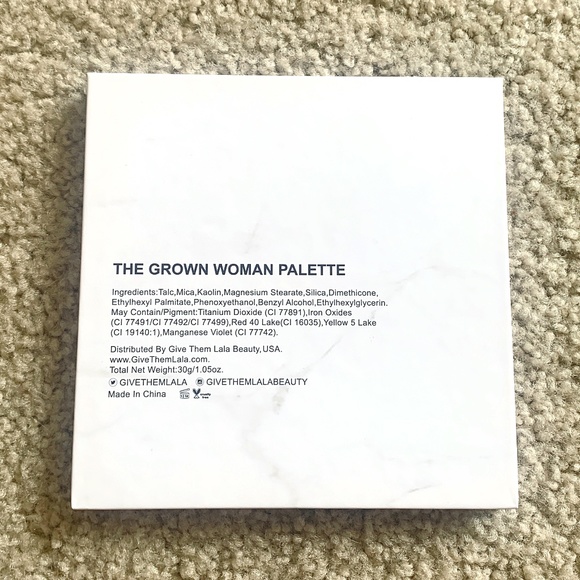 THE GROWN WOMAN PALETTE
Ingredients:Talc,Mica,Kaolin,Magnesium Stearate,Silica,Dimethicone,
Ethylhexyl Palmitate,Phenoxyethanol,Benzyl Alcohol,Ethylhexylglycerin.
May Contain/Pigment:Titanium Dioxide (CI 77891),Iron Oxides
(CI 77491/CI 77492/CI 77499),Red 40 Lake(CI 16035),Yellow 5 Lake
(CI 19140:1),Manganese Violet (CI 77742).
Distributed By Give Them Lala Beauty,USA.
www.GiveThemLala.com.
Total Net Weight:30g/1.05oz.
GIVETHEMLALA GIVETHEMLALABEAUTY
Made In China